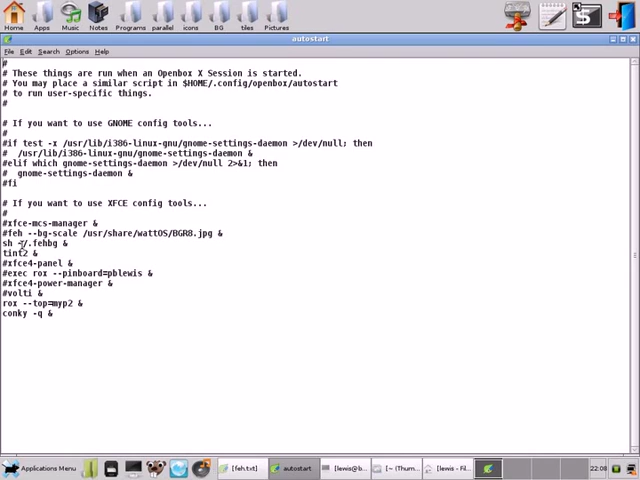 Home
Apps
Music
Notes
Programs
parallel
icons
BG
tiles
Pictures
autostart
File Edit Search Options Help
#
# These things are run when an Openbox X Session is started.
# You may place a similar script in $HOME/.config/openbox/autostart
# to run user-specific things.
#
# If you want to use GNOME config tools...
#
#if test -x /usr/lib/i386-linux-gnu/gnome-settings-daemon >/dev/null; then
#  /usr/lib/i386-linux-gnu/gnome-settings-daemon &
#elif which gnome-settings-daemon >/dev/null 2>&1; then
#  gnome-settings-daemon &
#fi
# If you want to use XFCE config tools...
#
#xfce-mcs-manager &
#feh --bg-scale /usr/share/wattOS/BGR8.jpg &
sh ~/.fehbg &
tint2 &
#xfce4-panel &
#exec rox --pinboard=pblewis &
#xfce4-power-manager &
#volti &
rox --top=myp2 &
conky -q &
Applications Menu
[feh.txt]
autostart
[lewis@b...
[~ (Thum...
[lewis - Fil...
22:08